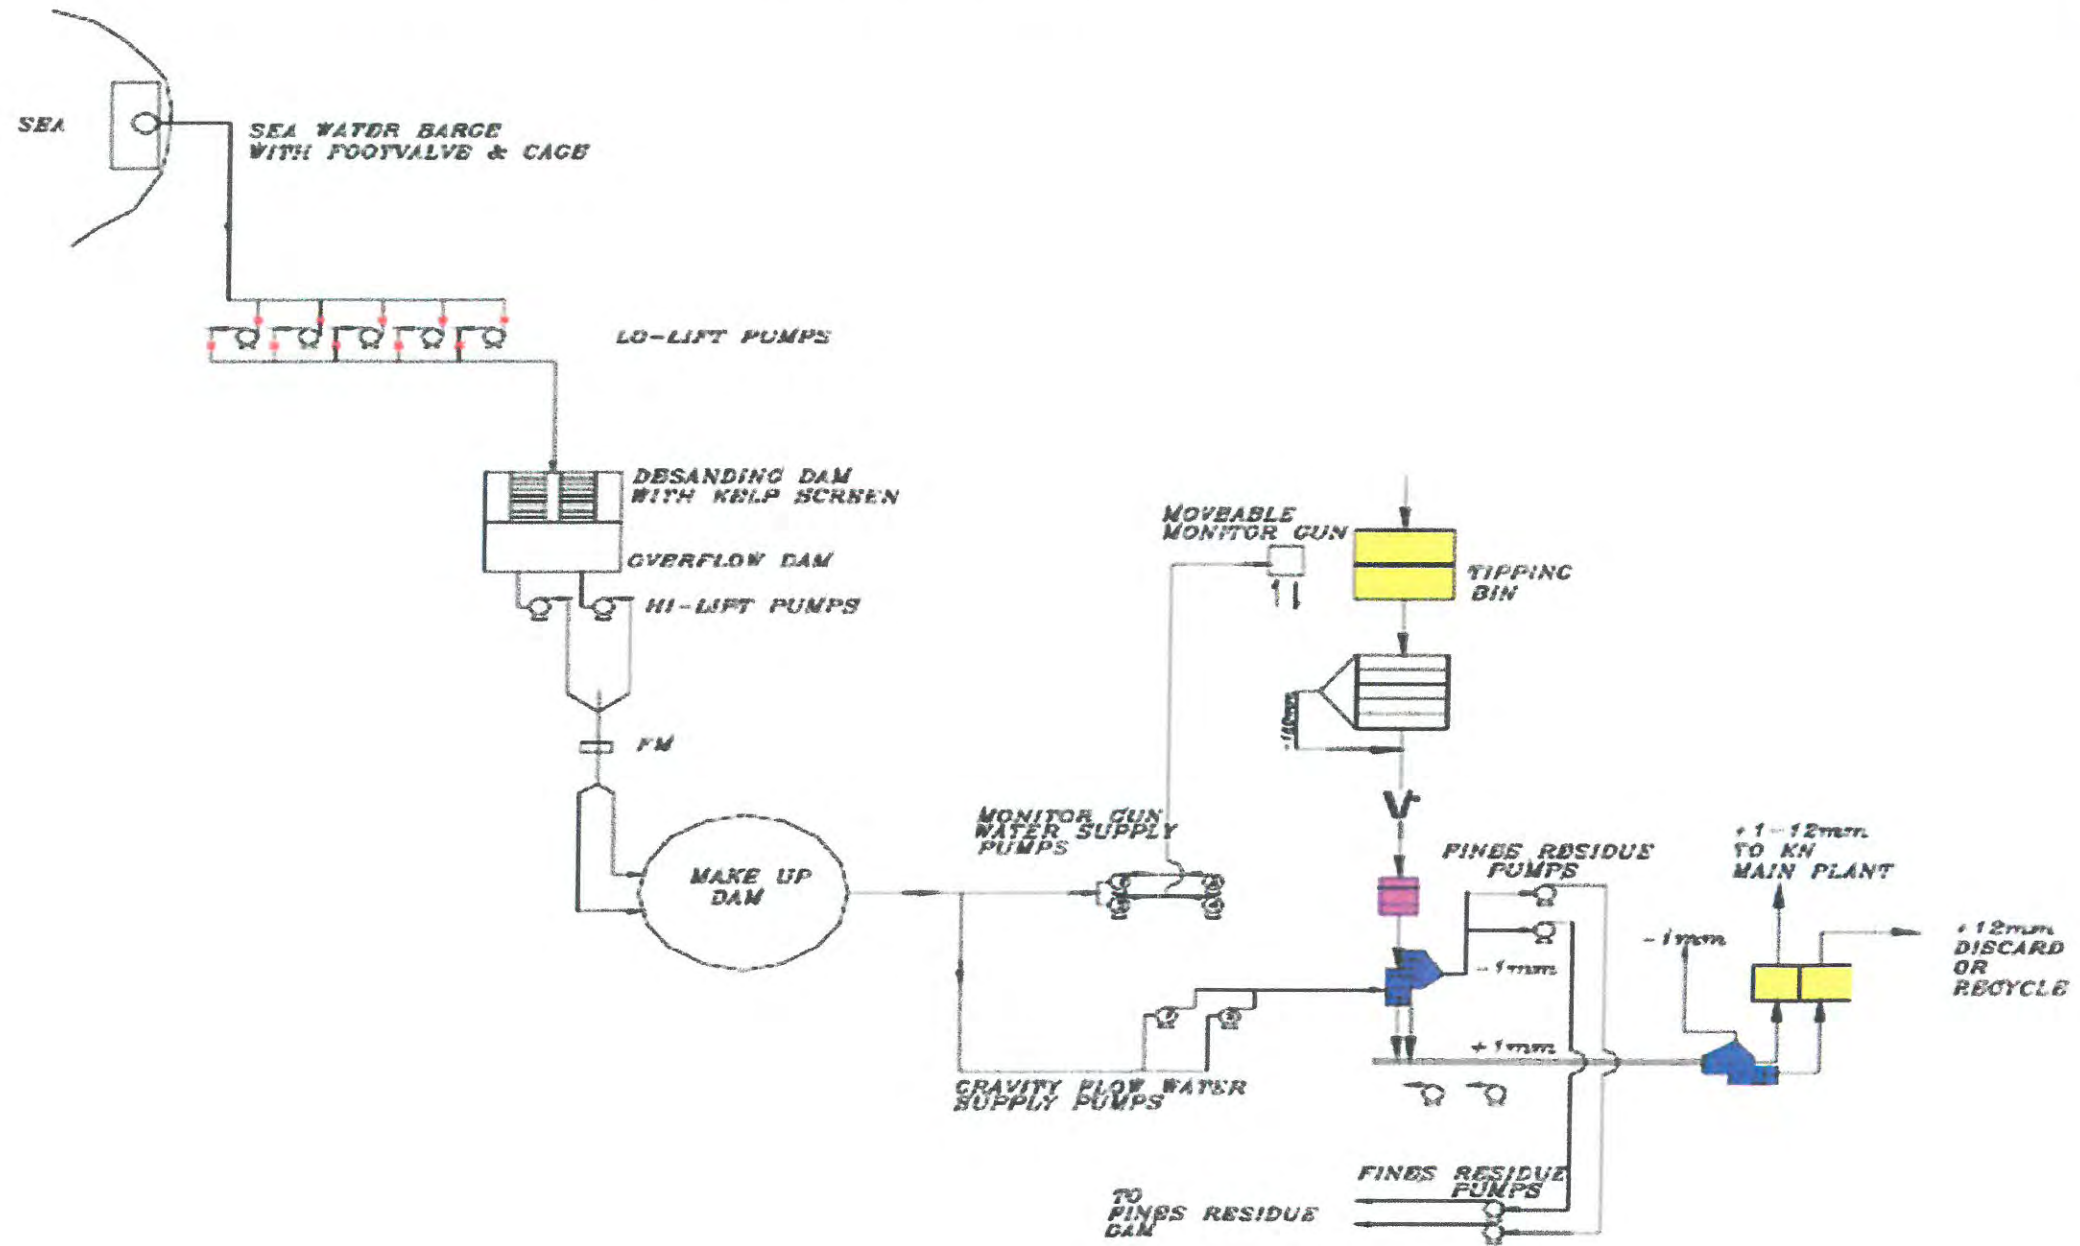 SEA
SEA WATER BARGE
WITH FOOTVALVE & CAGE
LO-LIFT PUMPS
DESANDING DAM
WITH KELP SCREEN
OVERFLOW DAM
HI-LIFT PUMPS
FM
MAKE UP
DAM
MOVEABLE
MONITOR GUN
TIPPING
BIN
MONITOR GUN
WATER SUPPLY
PUMPS
FINES RESIDUE
PUMPS
-1mm
+1mm
+1-12mm
TO KN
MAIN PLANT
-1mm
+12mm
DISCARD
OR
RECYCLE
GRAVITY FLOW WATER
SUPPLY PUMPS
FINES RESIDUE
PUMPS
TO
FINES RESIDUE
DAM